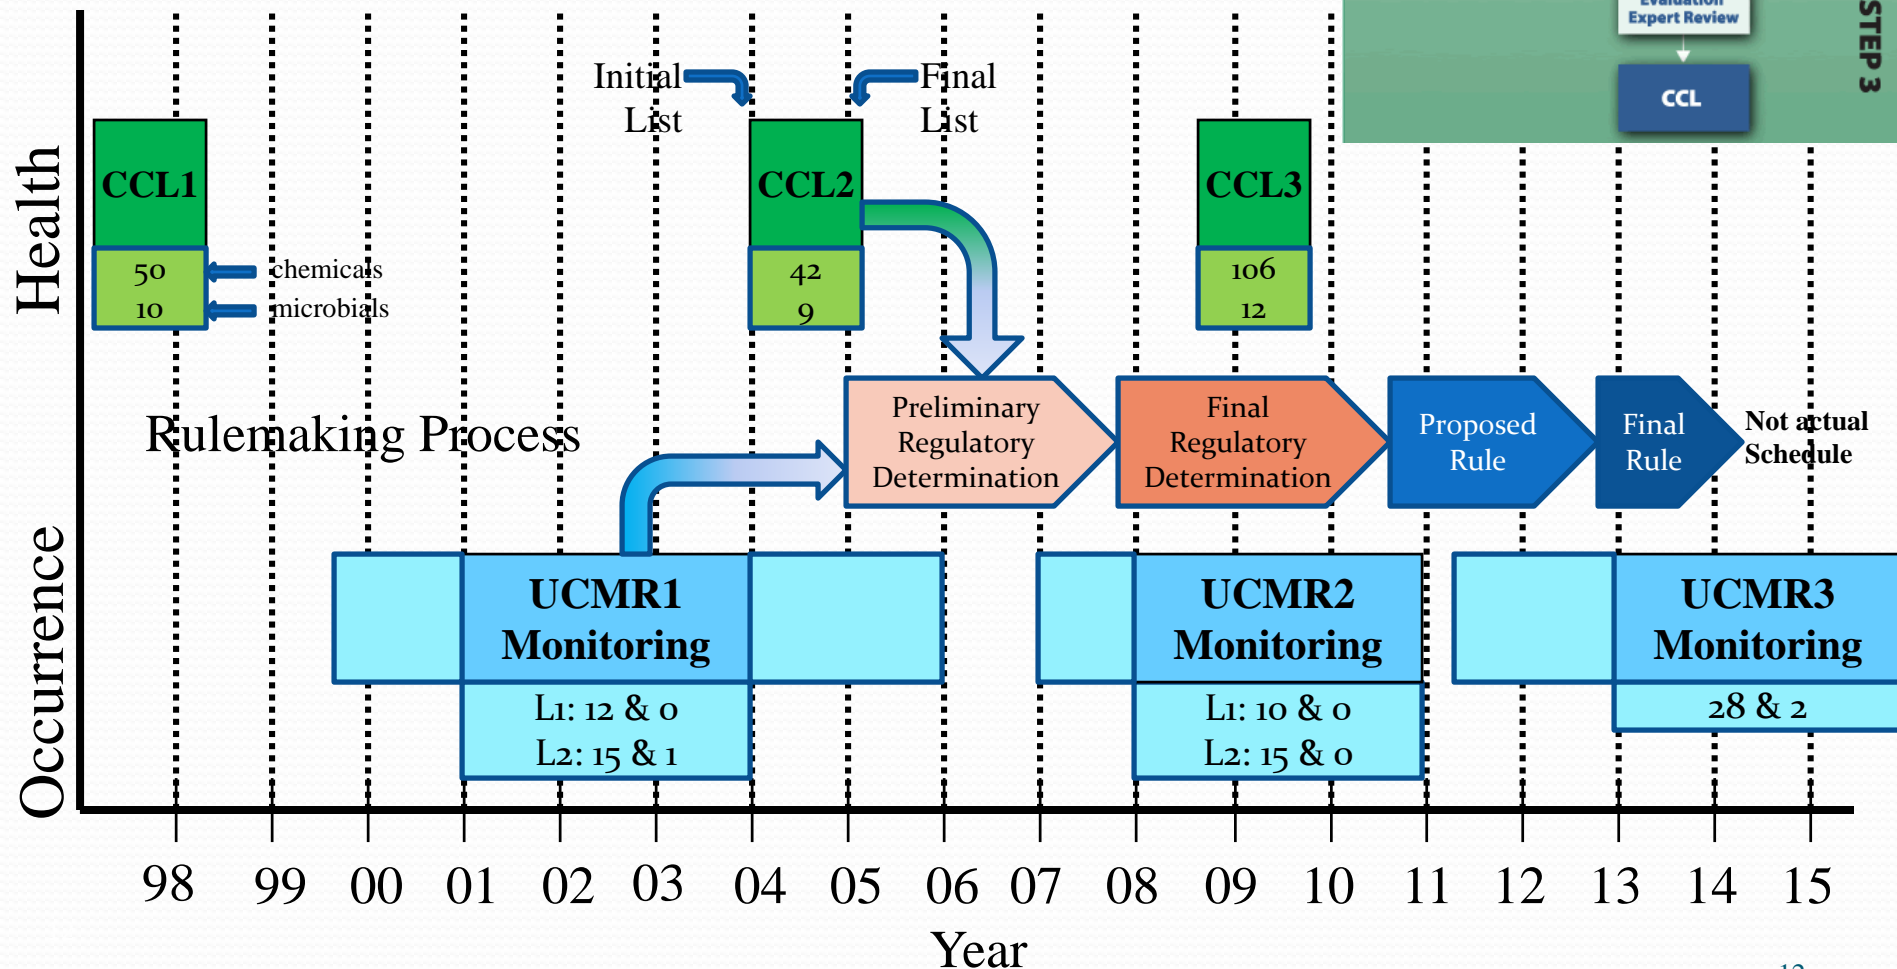 Evaluation
Expert Review
CCL
STEP 3
Initial
List
Final
List
Health
CCL1
50
10
chemicals
microbials
CCL2
42
9
CCL3
106
12
Rulemaking Process
Preliminary
Regulatory
Determination
Final
Regulatory
Determination
Proposed
Rule
Final
Rule
Not actual
Schedule
Occurrence
UCMR1
Monitoring
L1: 12 & 0
L2: 15 & 1
UCMR2
Monitoring
L1: 10 & 0
L2: 15 & 0
UCMR3
Monitoring
28 & 2
98 99 00 01 02 03 04 05 06 07 08 09 10 11 12 13 14 15
Year